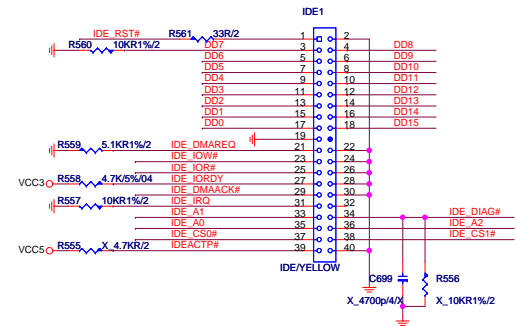 IDE1
IDE_RST# R561 33R/2 1 2
R560 10KR1%/2 DD7 3 4 DD8
DD6 5 6 DD9
DD5 7 8 DD10
DD4 9 10 DD11
DD3 11 12 DD12
DD2 13 14 DD13
DD1 15 16 DD14
DD0 17 18 DD15
19
R559 5.1KR1%/2 IDE_DMAREQ 21 22
IDE_IOW# 23 24
IDE_IOR# 25 26
VCC3 R558 4.7K/5%/04 IDE_IORDY 27 28
IDE_DMAACK# 29 30
R557 10KR1%/2 IDE_IRQ 31 32
IDE_A1 33 34 IDE_DIAG#
IDE_A0 35 36 IDE_A2
IDE_CS0# 37 38 IDE_CS1#
VCC5 R555 X_4.7KR/2 IDEACTP# 39 40
IDE/YELLOW
C699 R556
X_4700p/4/X X_10KR1%/2